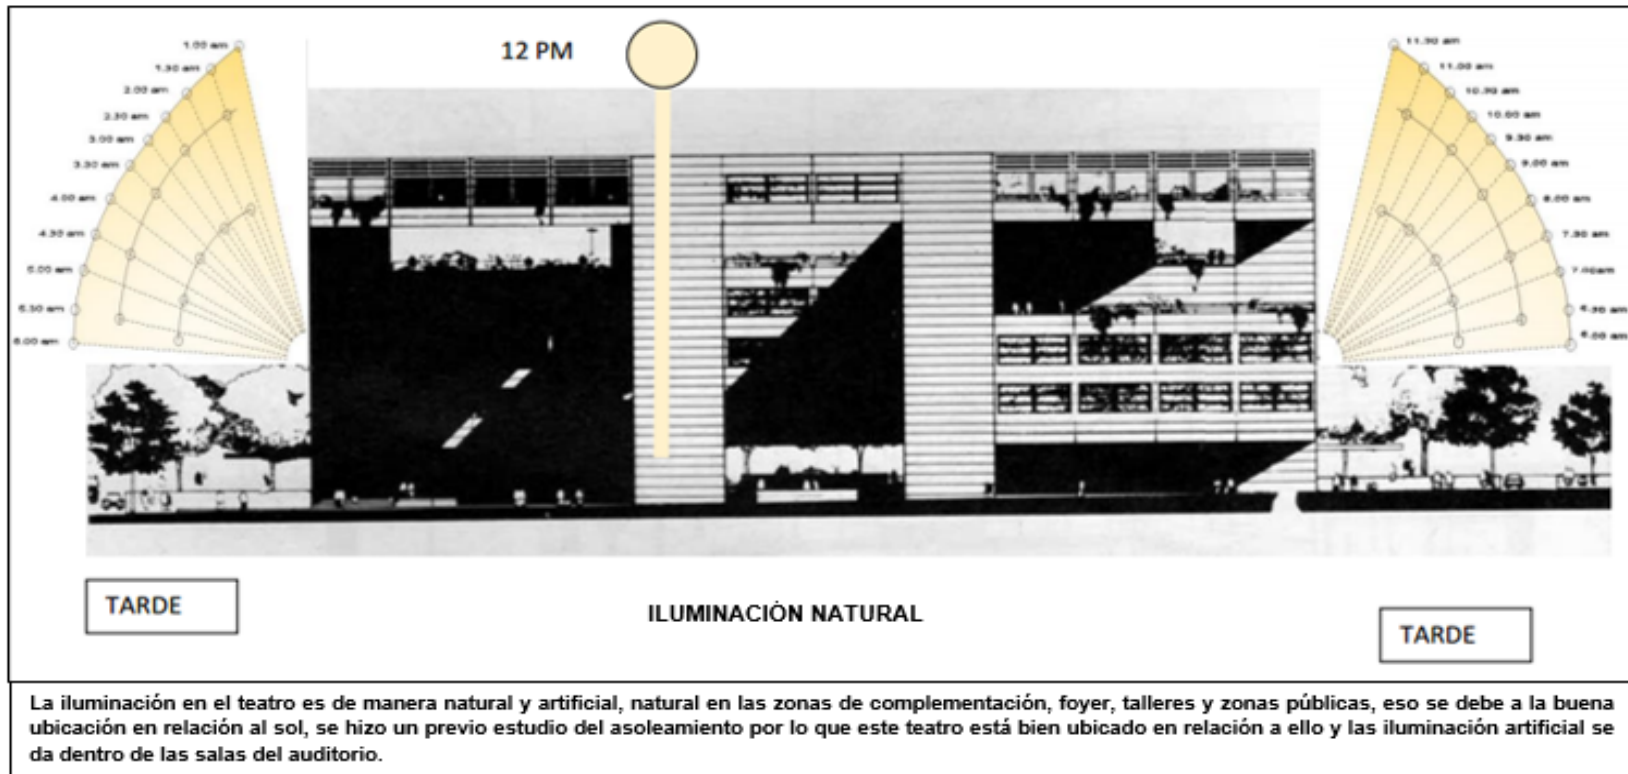 12 PM
1.00 am
1.30 am
2.00 am
2.30 am
3.00 am
3.30 am
4.00 am
4.30 am
5.00 am
5.30 am
6.00 am
11.30 am
11.00 am
10.30 am
10.00 am
9.30 am
9.00 am
8.00 am
7.30 am
7.00am
6.30 am
6.00 am
TARDE
ILUMINACIÓN NATURAL
TARDE
La iluminación en el teatro es de manera natural y artificial, natural en las zonas de complementación, foyer, talleres y zonas públicas, eso se debe a la buena
ubicación en relación al sol, se hizo un previo estudio del asoleamiento por lo que este teatro está bien ubicado en relación a ello y las iluminación artificial se
da dentro de las salas del auditorio.